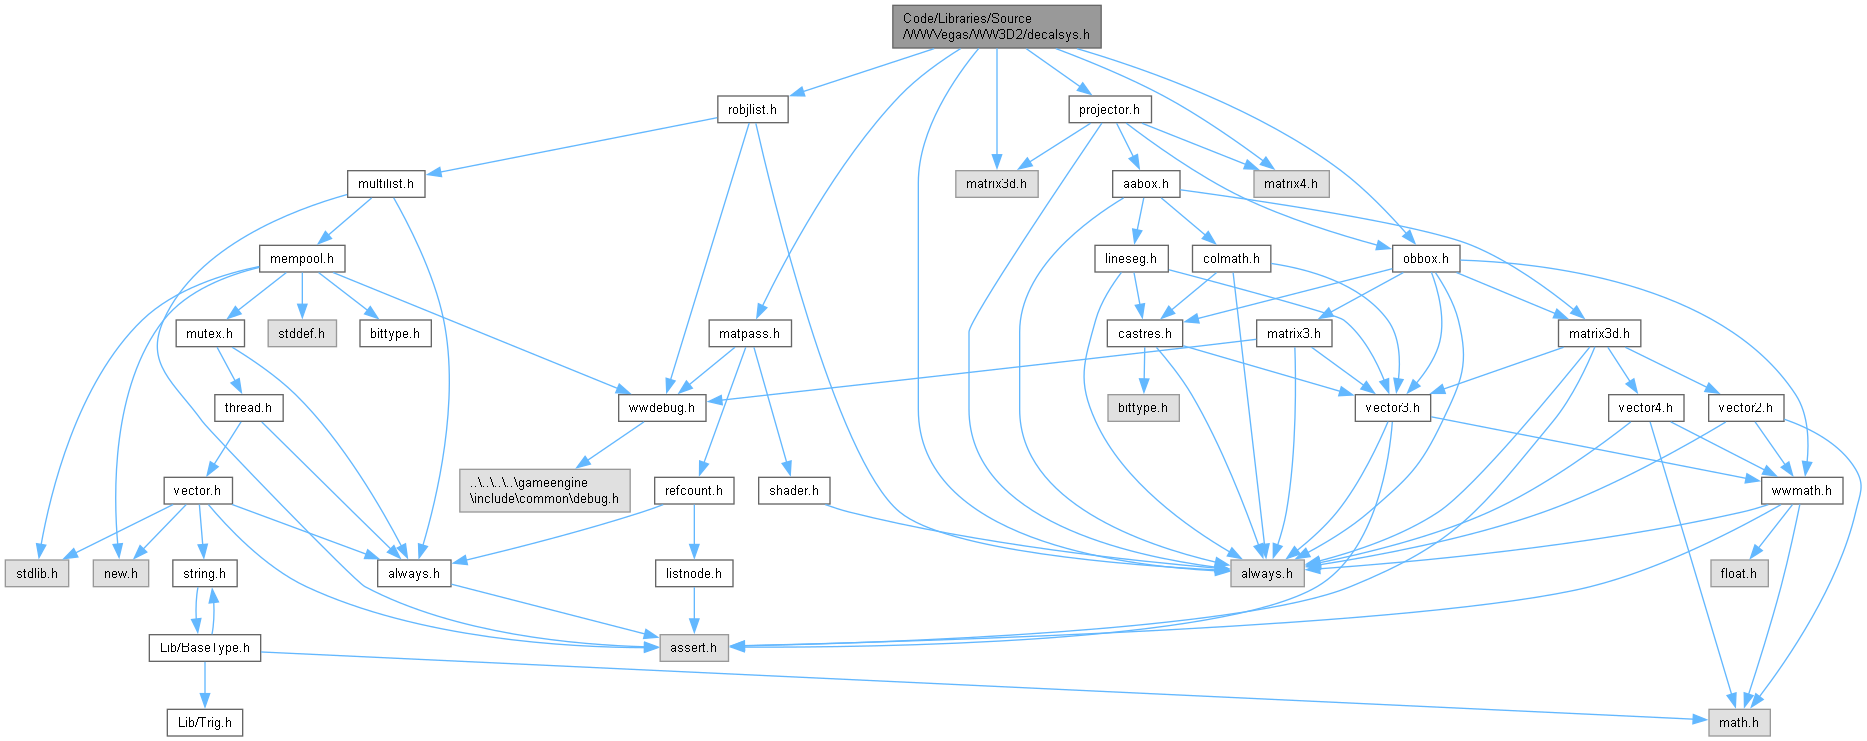 Code/Libraries/Source
/WWVegas/WW3D2/decalsys.h
robjlist.h
projector.h
multilist.h
matrix3d.h
aabox.h
matrix4.h
mempool.h
lineseg.h
colmath.h
obbox.h
mutex.h
stddef.h
bittype.h
matpass.h
castres.h
matrix3.h
matrix3d.h
thread.h
wwdebug.h
bittype.h
vector3.h
vector4.h
vector2.h
vector.h
..\..\..\..\gameengine
\include\common\debug.h
refcount.h
shader.h
wwmath.h
stdlib.h
new.h
string.h
always.h
listnode.h
always.h
float.h
Lib/BaseType.h
assert.h
Lib/Trig.h
math.h